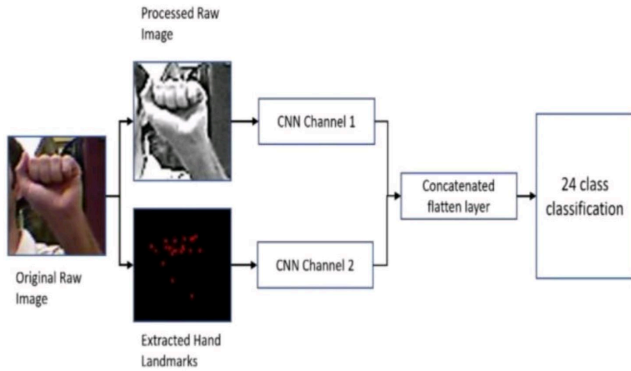 Processed Raw
Image
CNN Channel 1
Original Raw
Image
Concatenated
flatten layer
24 class
classification
CNN Channel 2
Extracted Hand
Landmarks